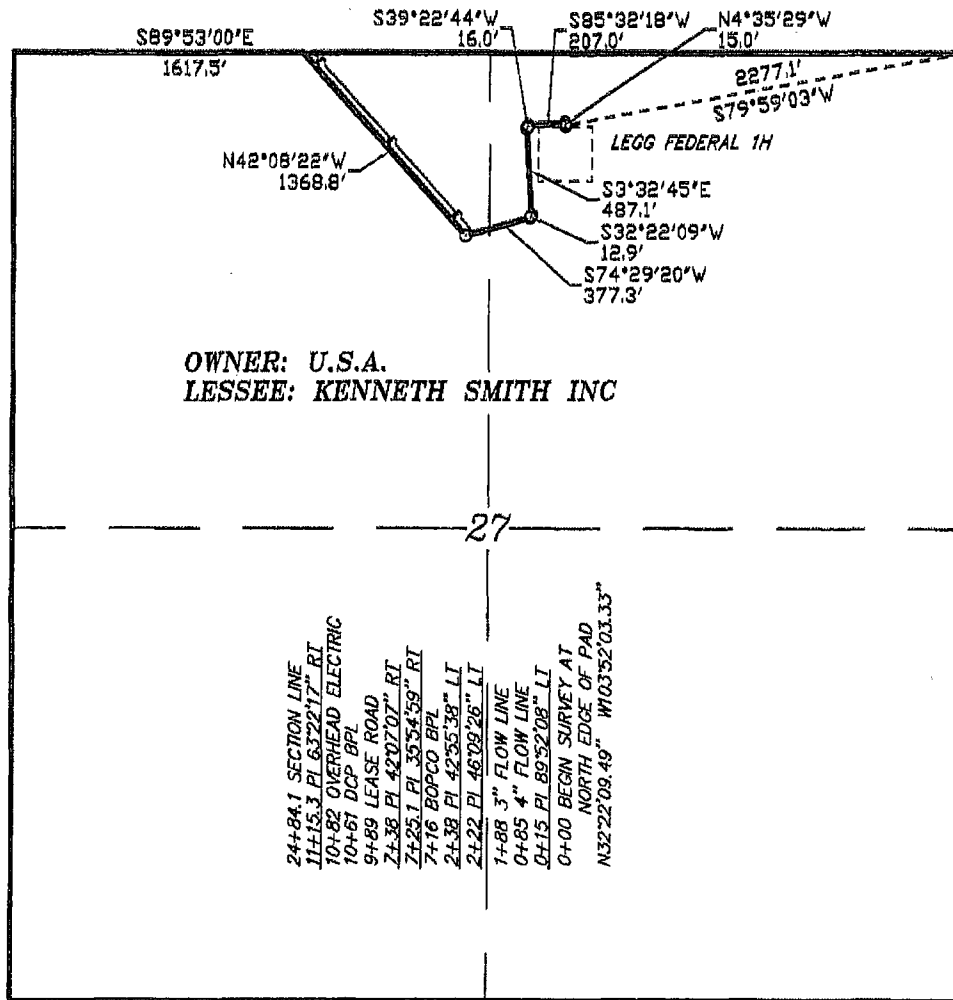 S39°22'44"W
16.0'
S85°32'18"W
207.0'
N4°35'29"W
15.0'
S89°53'00"E
1617.5'
2277.1'
S79°59'03"W
LEGG FEDERAL 1H
N42°08'22"W
1368.8'
S3°32'45"E
487.1'
S32°22'09"W
12.9'
S74°29'20"W
377.3'
OWNER: U.S.A.
LESSEE: KENNETH SMITH INC
27
24+84.1 SECTION LINE
11+15.3 PI 63°22'17" RT
10+82 OVERHEAD ELECTRIC
10+61 DCP BPL
9+89 LEASE ROAD
7+38 PI 42°07'07" RT
7+25.1 PI 35°54'59" RT
7+16 BOPCO BPL
2+38 PI 42°55'38" LT
2+22 PI 46°09'26" LT
1+88 3" FLOW LINE
0+85 4" FLOW LINE
0+15 PI 89°52'08" LT
0+00 BEGIN SURVEY AT
NORTH EDGE OF PAD
N32°22'09.49" W103°52'03.33"